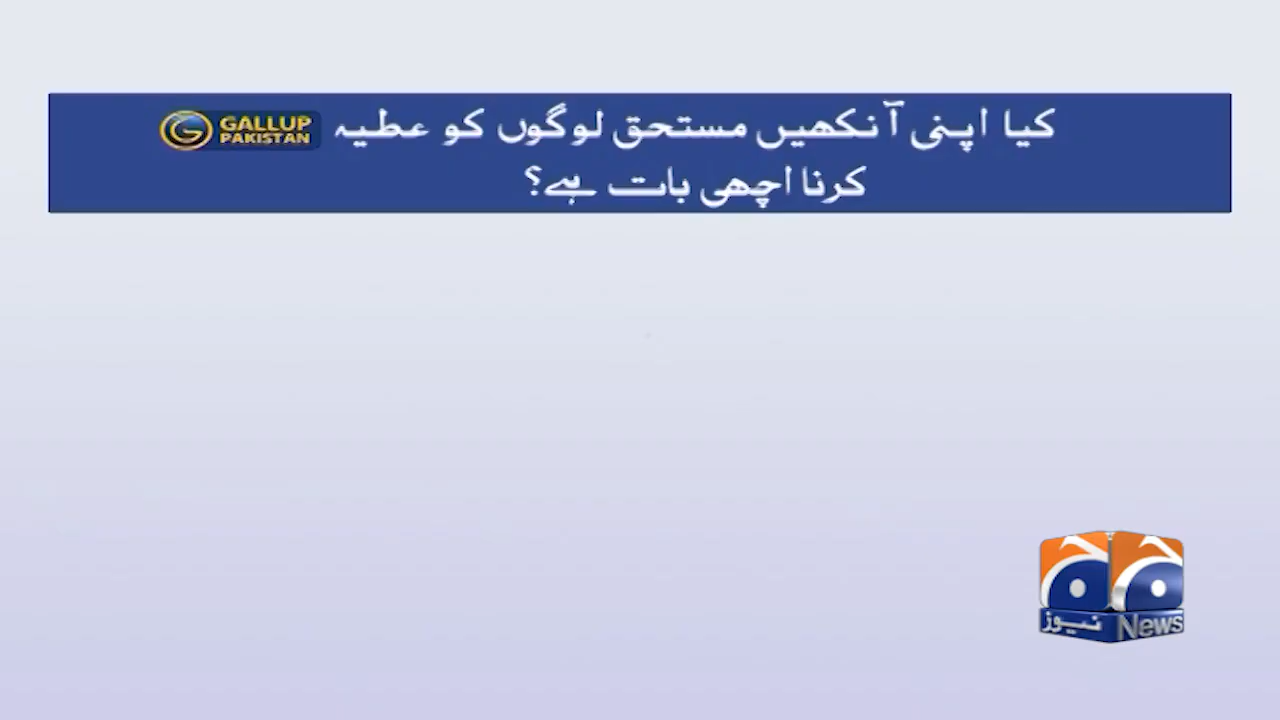 کیا اپنی آنکھیں مستحق لوگوں کو عطیہ
GALLUP
PAKISTAN
کرنا اچھی بات ہے؟
نیوز News